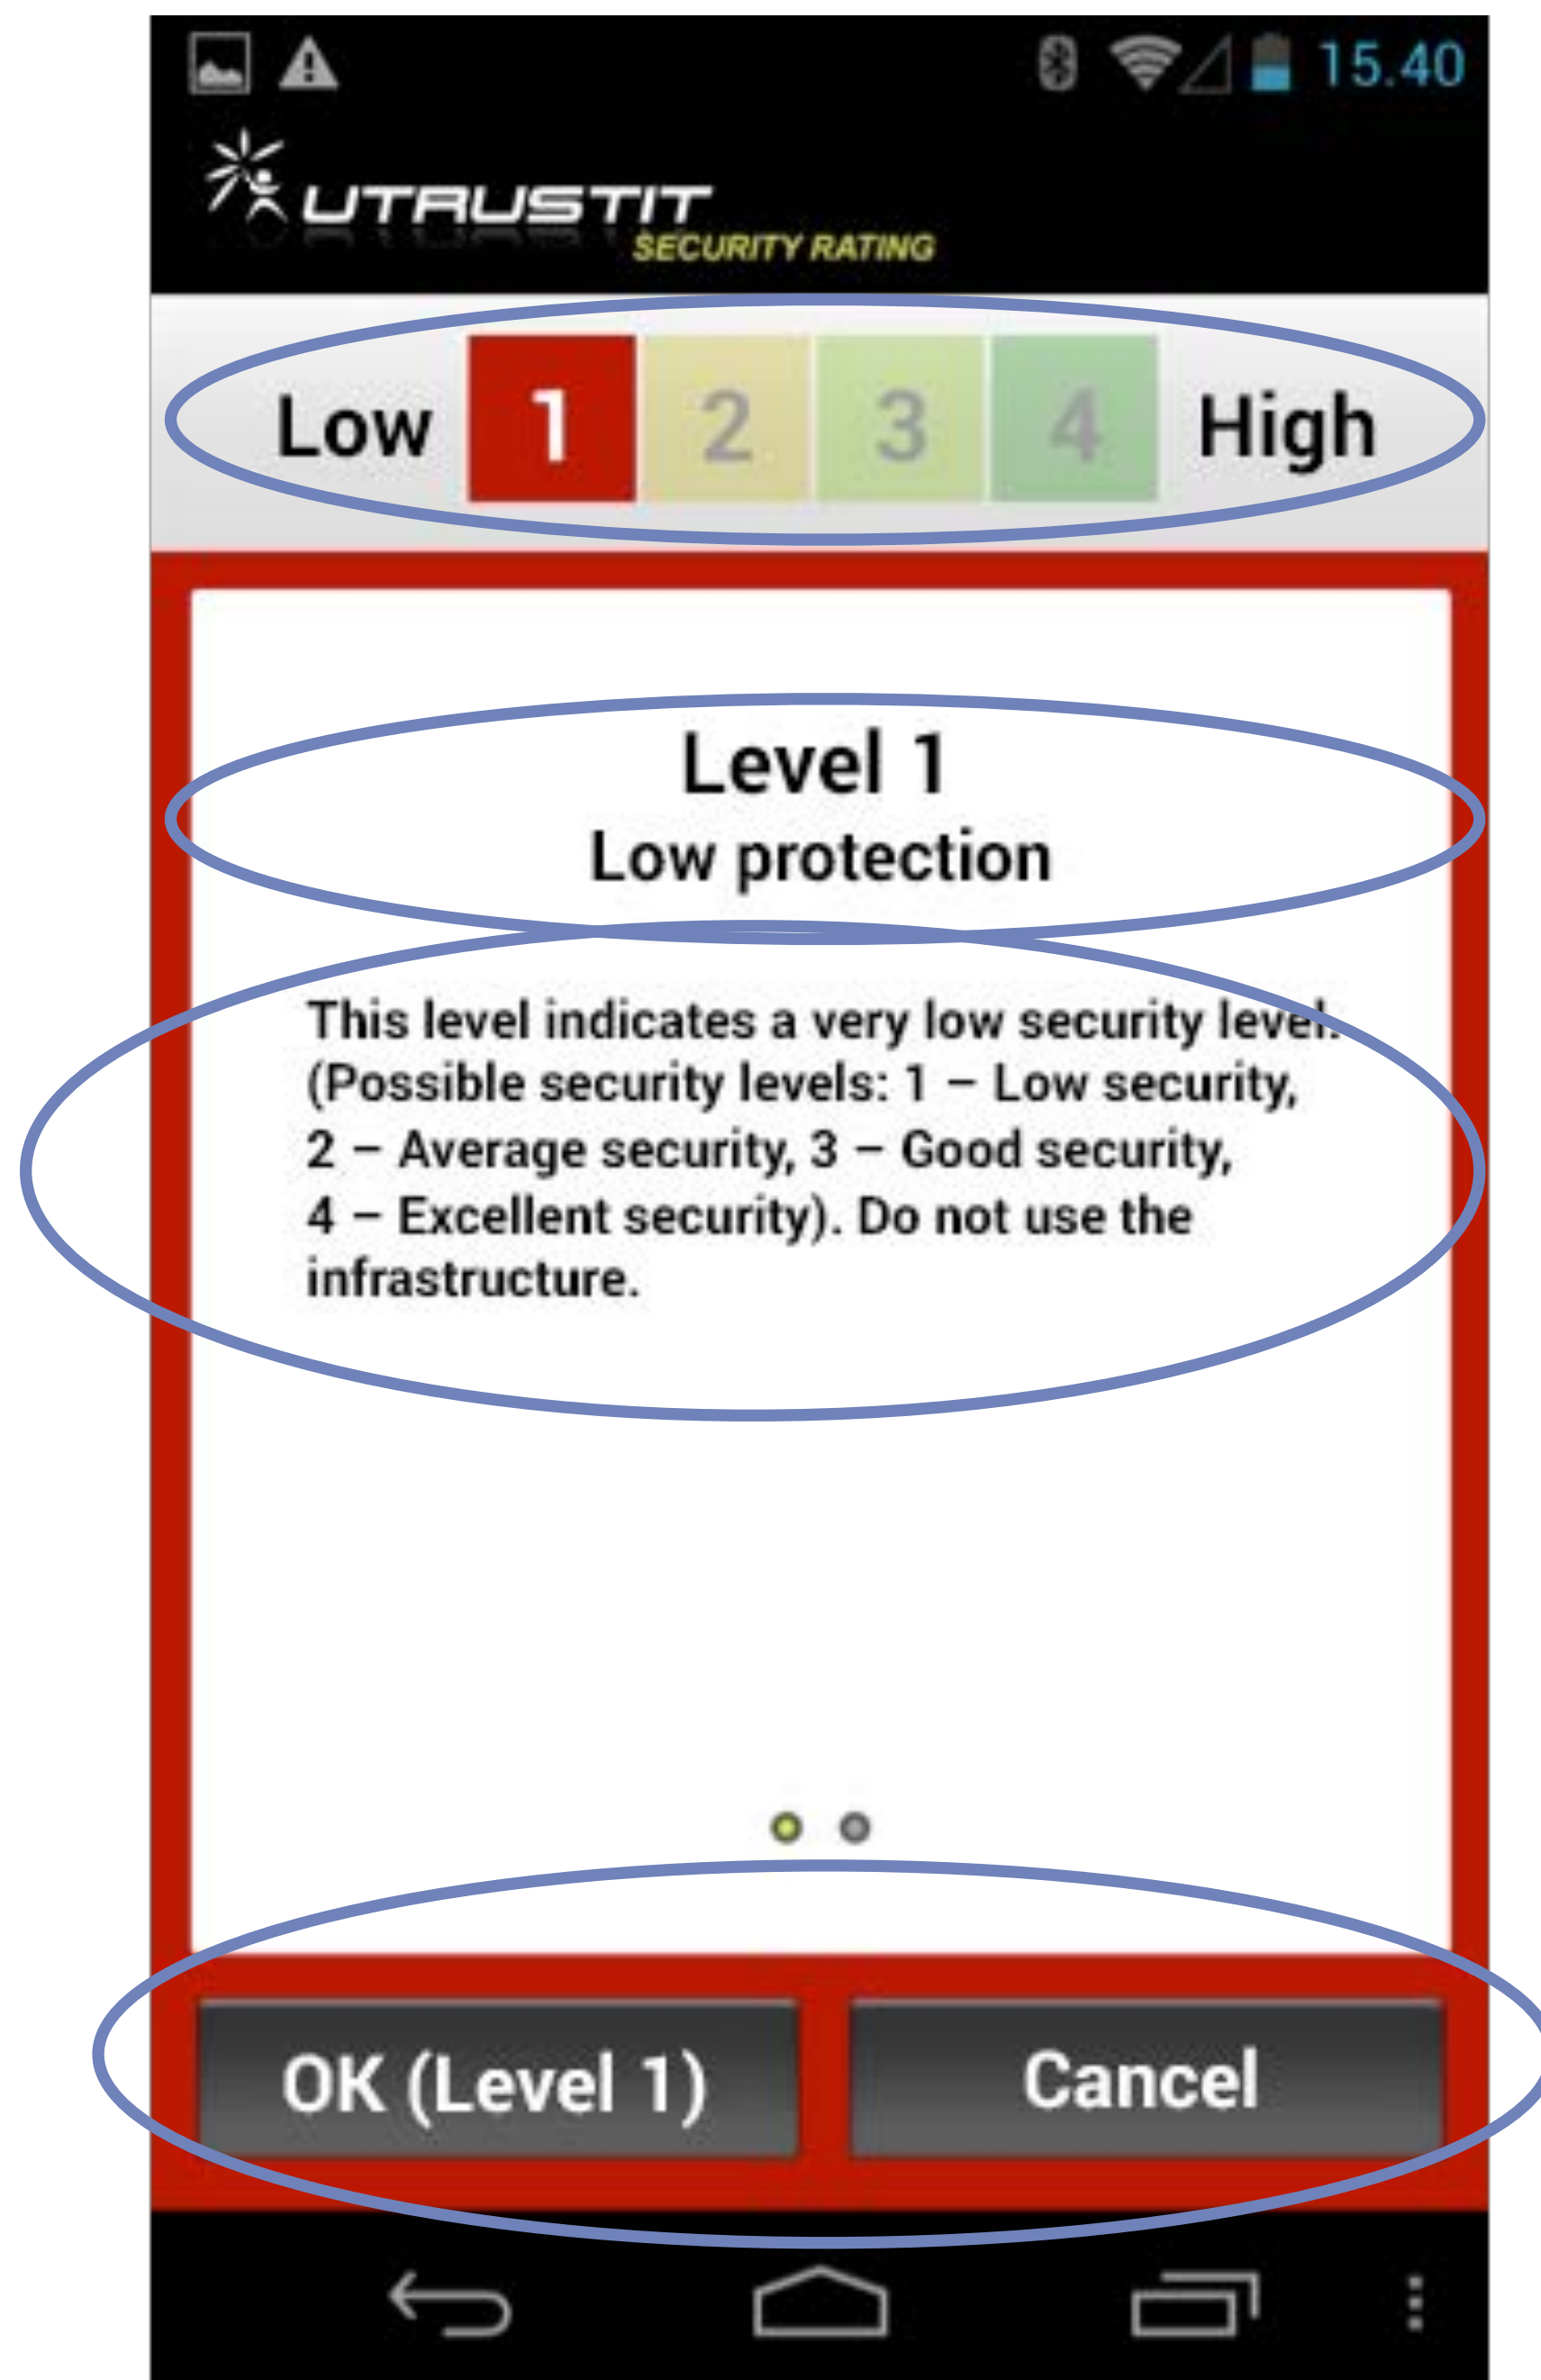 15.40
UTRUSTIT
SECURITY RATING
Low 1 2 3 4 High
Level 1
Low protection
This level indicates a very low security level.
(Possible security levels: 1 – Low security,
2 – Average security, 3 – Good security,
4 – Excellent security). Do not use the
infrastructure.
OK (Level 1) Cancel